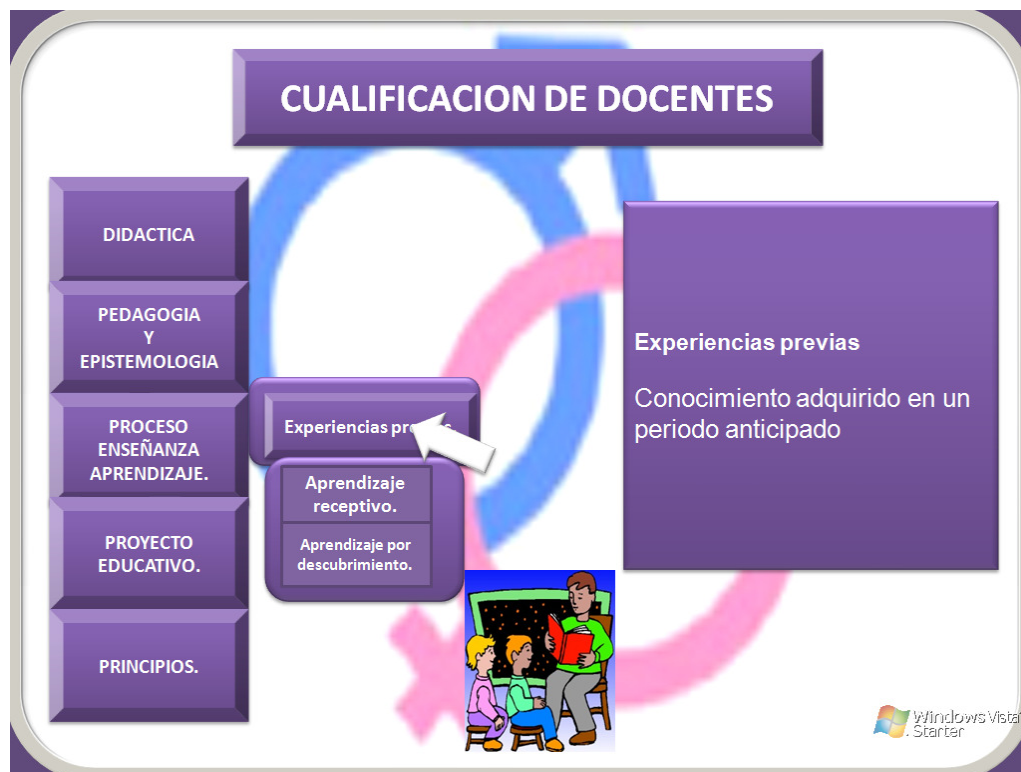 CUALIFICACION DE DOCENTES
DIDACTICA
PEDAGOGIA
Y
EPISTEMOLOGIA
PROCESO
ENSEÑANZA
APRENDIZAJE.
PROYECTO
EDUCATIVO.
PRINCIPIOS.
Experiencias
Aprendizaje
receptivo.
Aprendizaje por
descubrimiento.
Experiencias previas
Conocimiento adquirido en un
periodo anticipado
Windows Vista
Starter